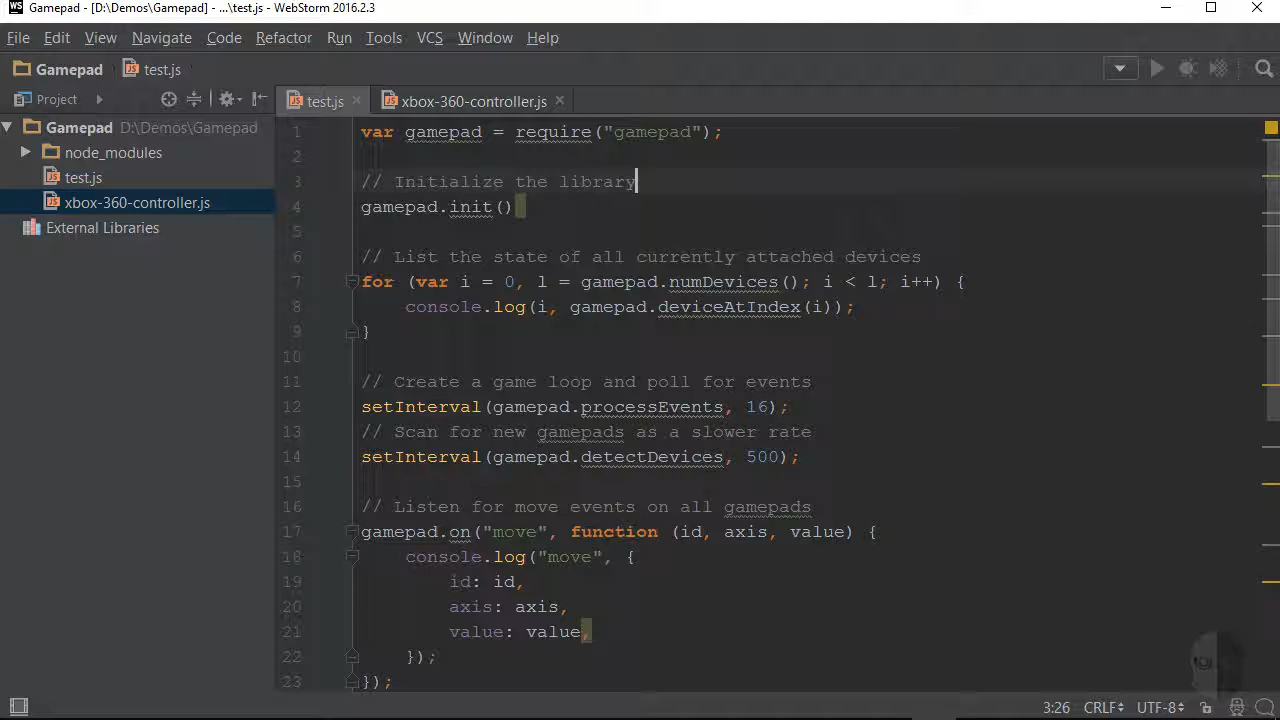 WS Gamepad - [D:\Demos\Gamepad] - ...\test.js - WebStorm 2016.2.3
File Edit View Navigate Code Refactor Run Tools VCS Window Help
Gamepad test.js
Project test.js xbox-360-controller.js
Gamepad D:\Demos\Gamepad
node_modules
test.js
xbox-360-controller.js
External Libraries
1 var gamepad = require("gamepad");
2
3 // Initialize the library
4 gamepad.init()
5
6 // List the state of all currently attached devices
7 for (var i = 0, l = gamepad.numDevices(); i < l; i++) {
8 console.log(i, gamepad.deviceAtIndex(i));
9 }
10
11 // Create a game loop and poll for events
12 setInterval(gamepad.processEvents, 16);
13 // Scan for new gamepads as a slower rate
14 setInterval(gamepad.detectDevices, 500);
15
16 // Listen for move events on all gamepads
17 gamepad.on("move", function (id, axis, value) {
18 console.log("move", {
19 id: id,
20 axis: axis,
21 value: value,
22 });
23 });
3:26 CRLF UTF-8